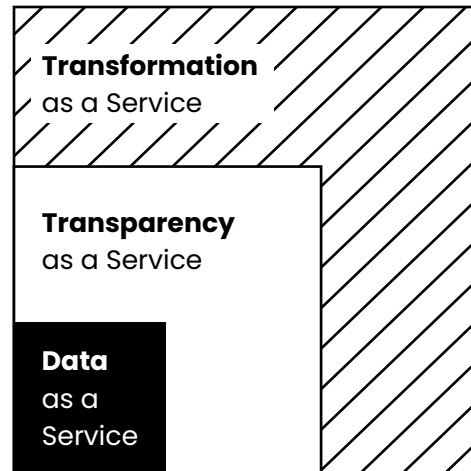 Transformation
as a Service
Transparency
as a Service
Data
as a
Service